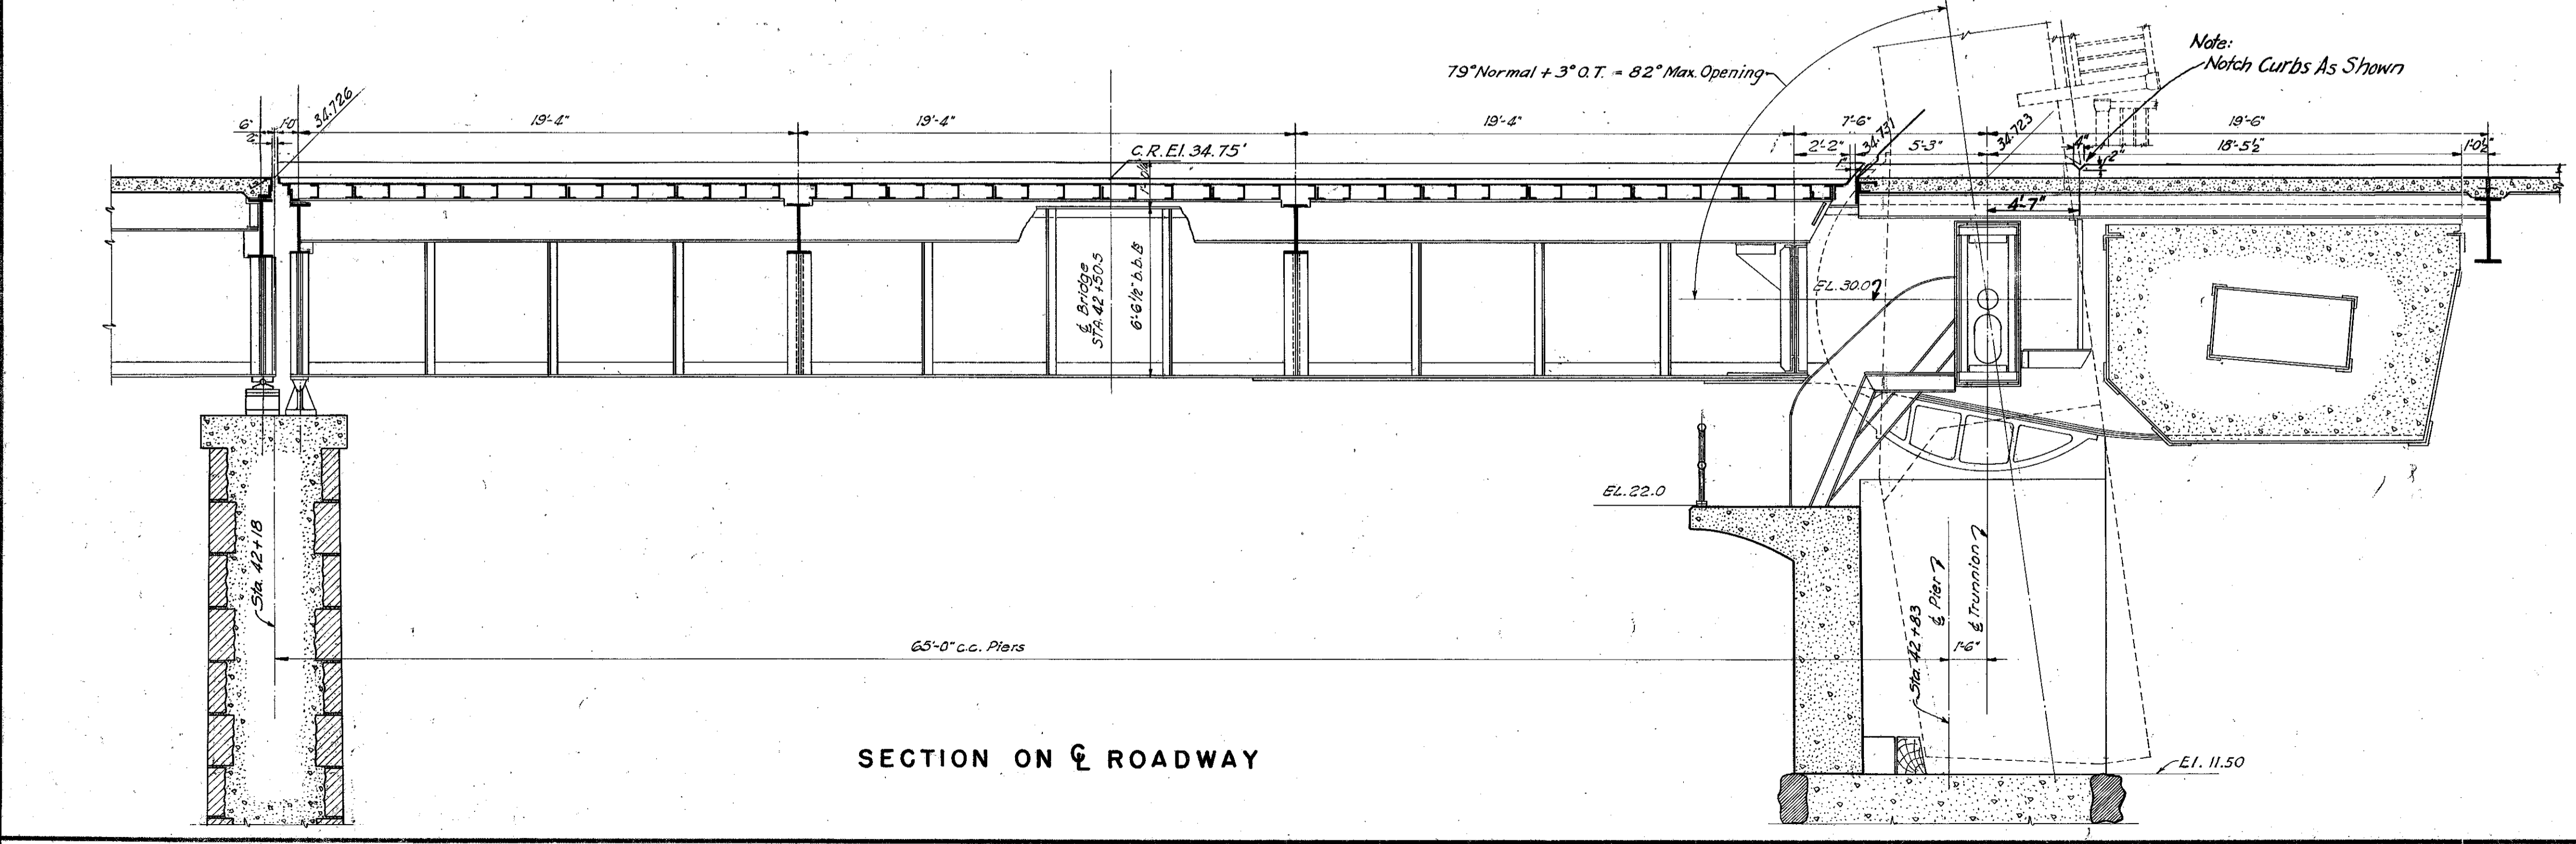 Note:
Notch Curbs As Shown
79° Normal + 3° O.T. = 82° Max. Opening
6"
1'-0"
2"
34.726
19'-4"
19'-4"
19'-4"
7'-6"
19'-6"
2'-2"
34.731
5'-3"
34.723
4"
2"
18'-5½"
1'-0½"
C.R. El. 34.75'
4'-7"
℄ Bridge
STA. 42+50.5
6'-6½" b.b. ∟s
EL. 30.0
EL. 22.0
Sta. 42+18
65'-0" c.c. Piers
Sta. 42+83
℄ Pier
1'-6"
℄ Trunnion
El. 11.50
SECTION ON ℄ ROADWAY